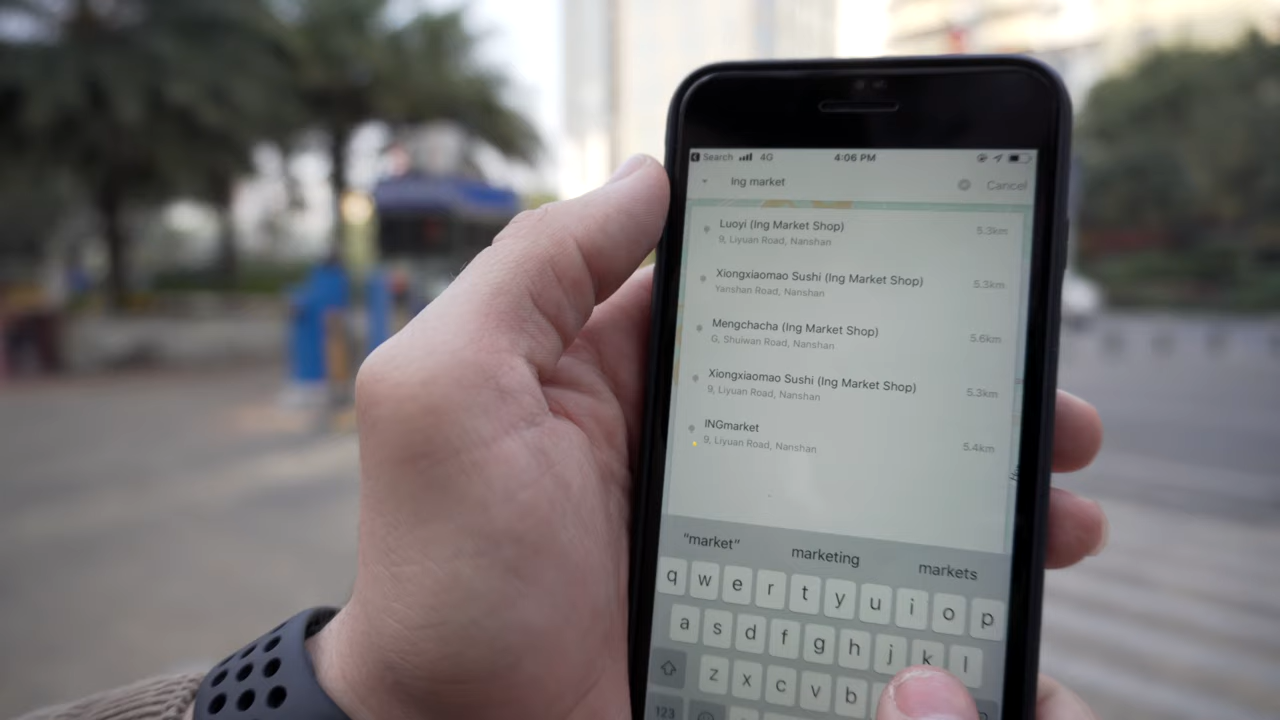 Search 4G 4:06 PM
Ing market Cancel
Luoyi (Ing Market Shop) 5.3km
9, Liyuan Road, Nanshan
Xiongxiaomao Sushi (Ing Market Shop) 5.3km
Yanshan Road, Nanshan
Mengchacha (Ing Market Shop) 5.6km
G, Shuiwan Road, Nanshan
Xiongxiaomao Sushi (Ing Market Shop) 5.3km
9, Liyuan Road, Nanshan
INGmarket 5.4km
9, Liyuan Road, Nanshan
"market" marketing markets
q w e r t y u i o p
a s d f g h j k l
z x c v b
123